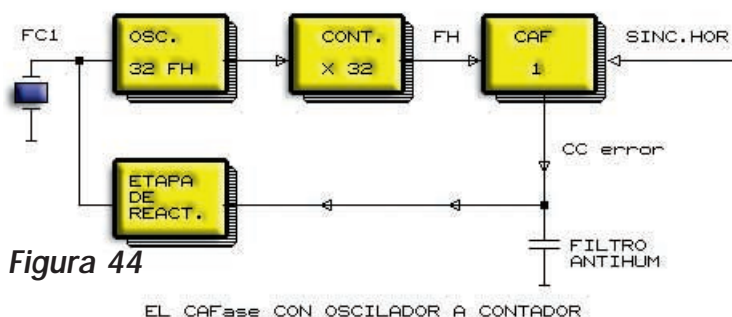 FC1
OSC.
32 FH
CONT.
X 32
FH
CAF
1
SINC.HOR
CC error
ETAPA
DE
REACT.
FILTRO
ANTIHUM
Figura 44
EL CAFase CON OSCILADOR A CONTADOR